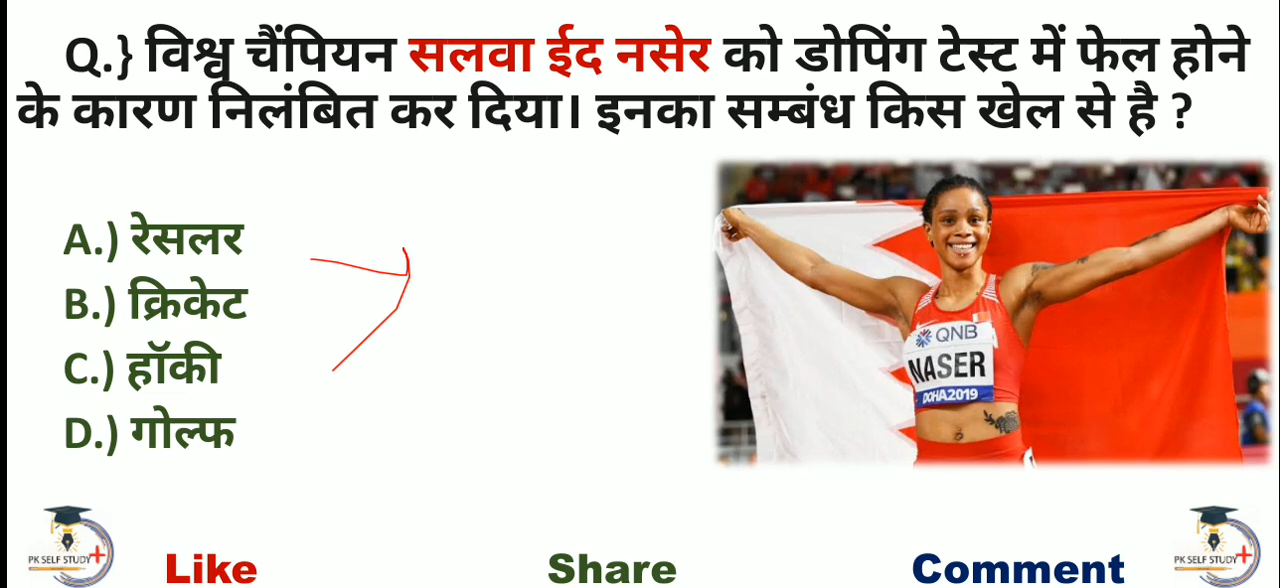 Q.} विश्व चैंपियन सलवा ईद नसेर को डोपिंग टेस्ट में फेल होने
के कारण निलंबित कर दिया। इनका सम्बंध किस खेल से है ?
A.) रेसलर
B.) क्रिकेट
C.) हॉकी
D.) गोल्फ
QNB
NASER
DOHA2019
PK SELF STUDY+
Like
Share
Comment
PK SELF STUDY+